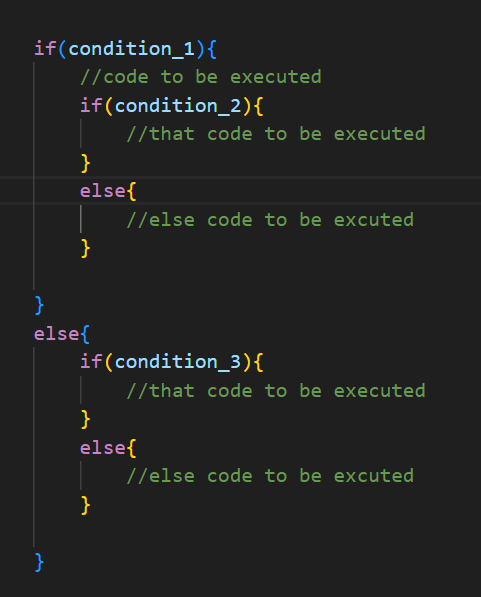 if(condition_1){
//code to be executed
if(condition_2){
//that code to be executed
}
else{
//else code to be excuted
}
}
else{
if(condition_3){
//that code to be executed
}
else{
//else code to be excuted
}
}